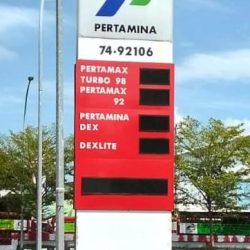 PERTAMINA
74-92106
PERTAMAX
TURBO 98
PERTAMAX
92
PERTAMINA
DEX
DEXLITE